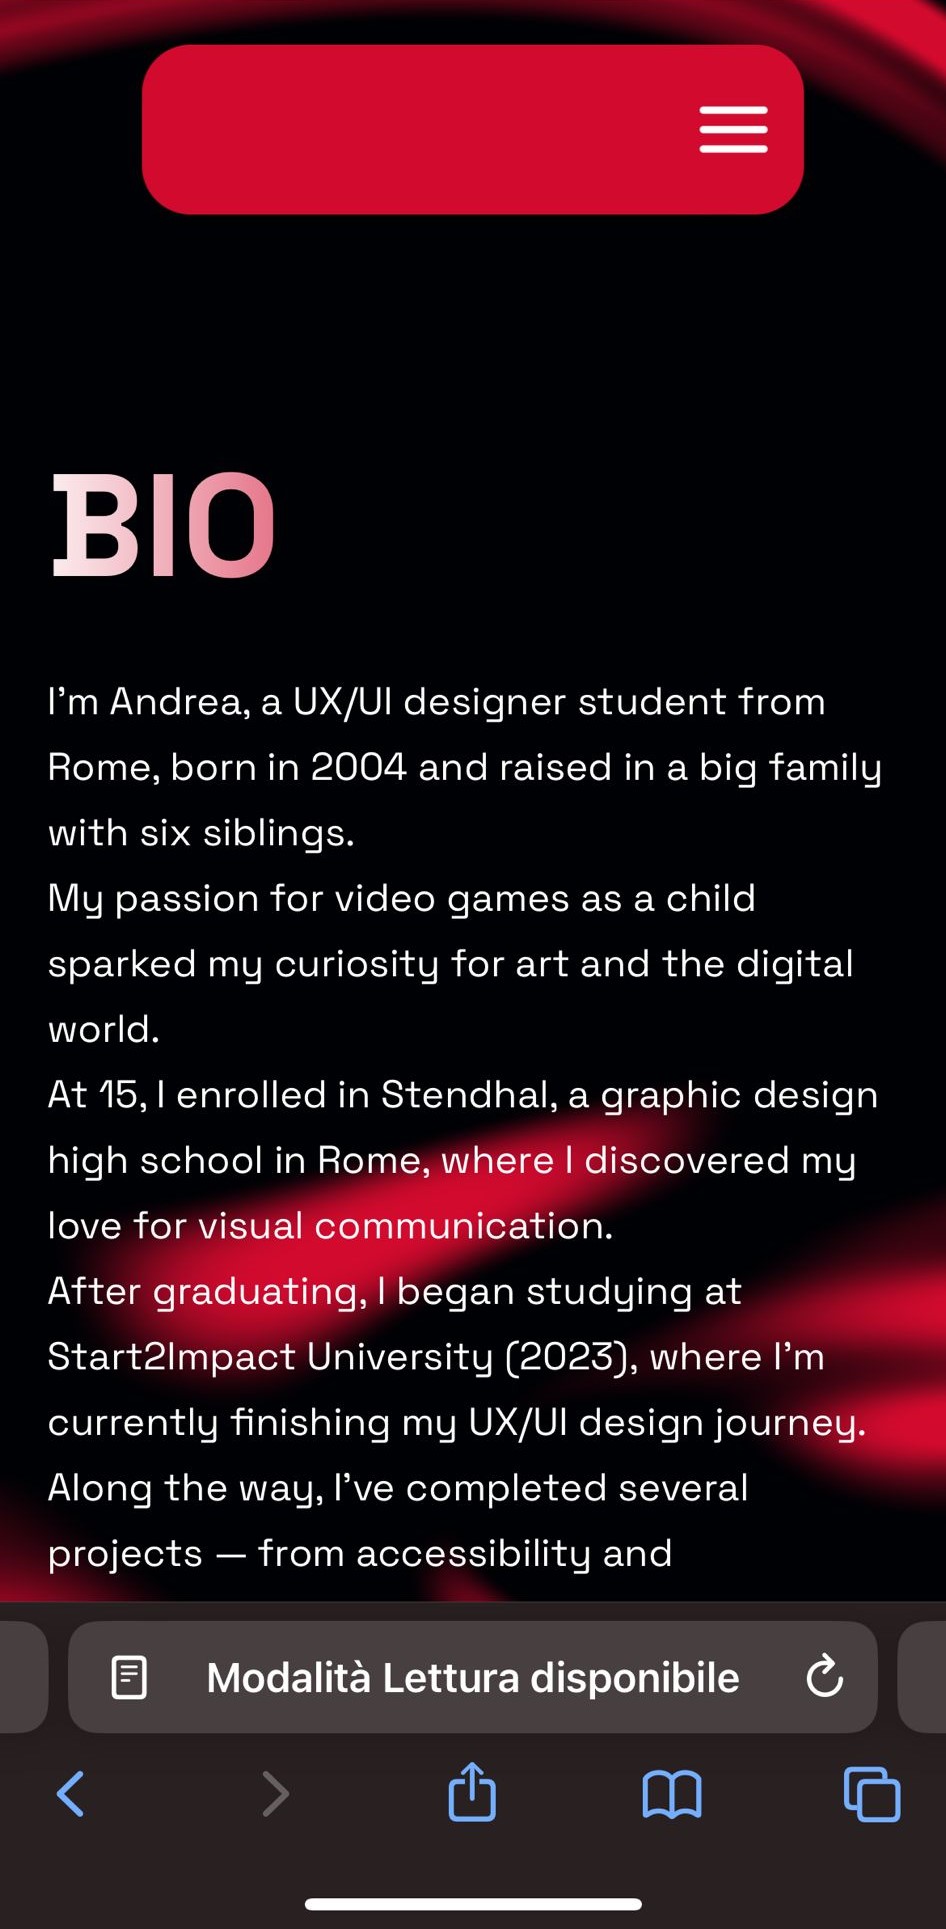 BIO
I'm Andrea, a UX/UI designer student from
Rome, born in 2004 and raised in a big family
with six siblings.
My passion for video games as a child
sparked my curiosity for art and the digital
world.
At 15, I enrolled in Stendhal, a graphic design
high school in Rome, where I discovered my
love for visual communication.
After graduating, I began studying at
Start2Impact University (2023), where I'm
currently finishing my UX/UI design journey.
Along the way, I've completed several
projects — from accessibility and
Modalità Lettura disponibile